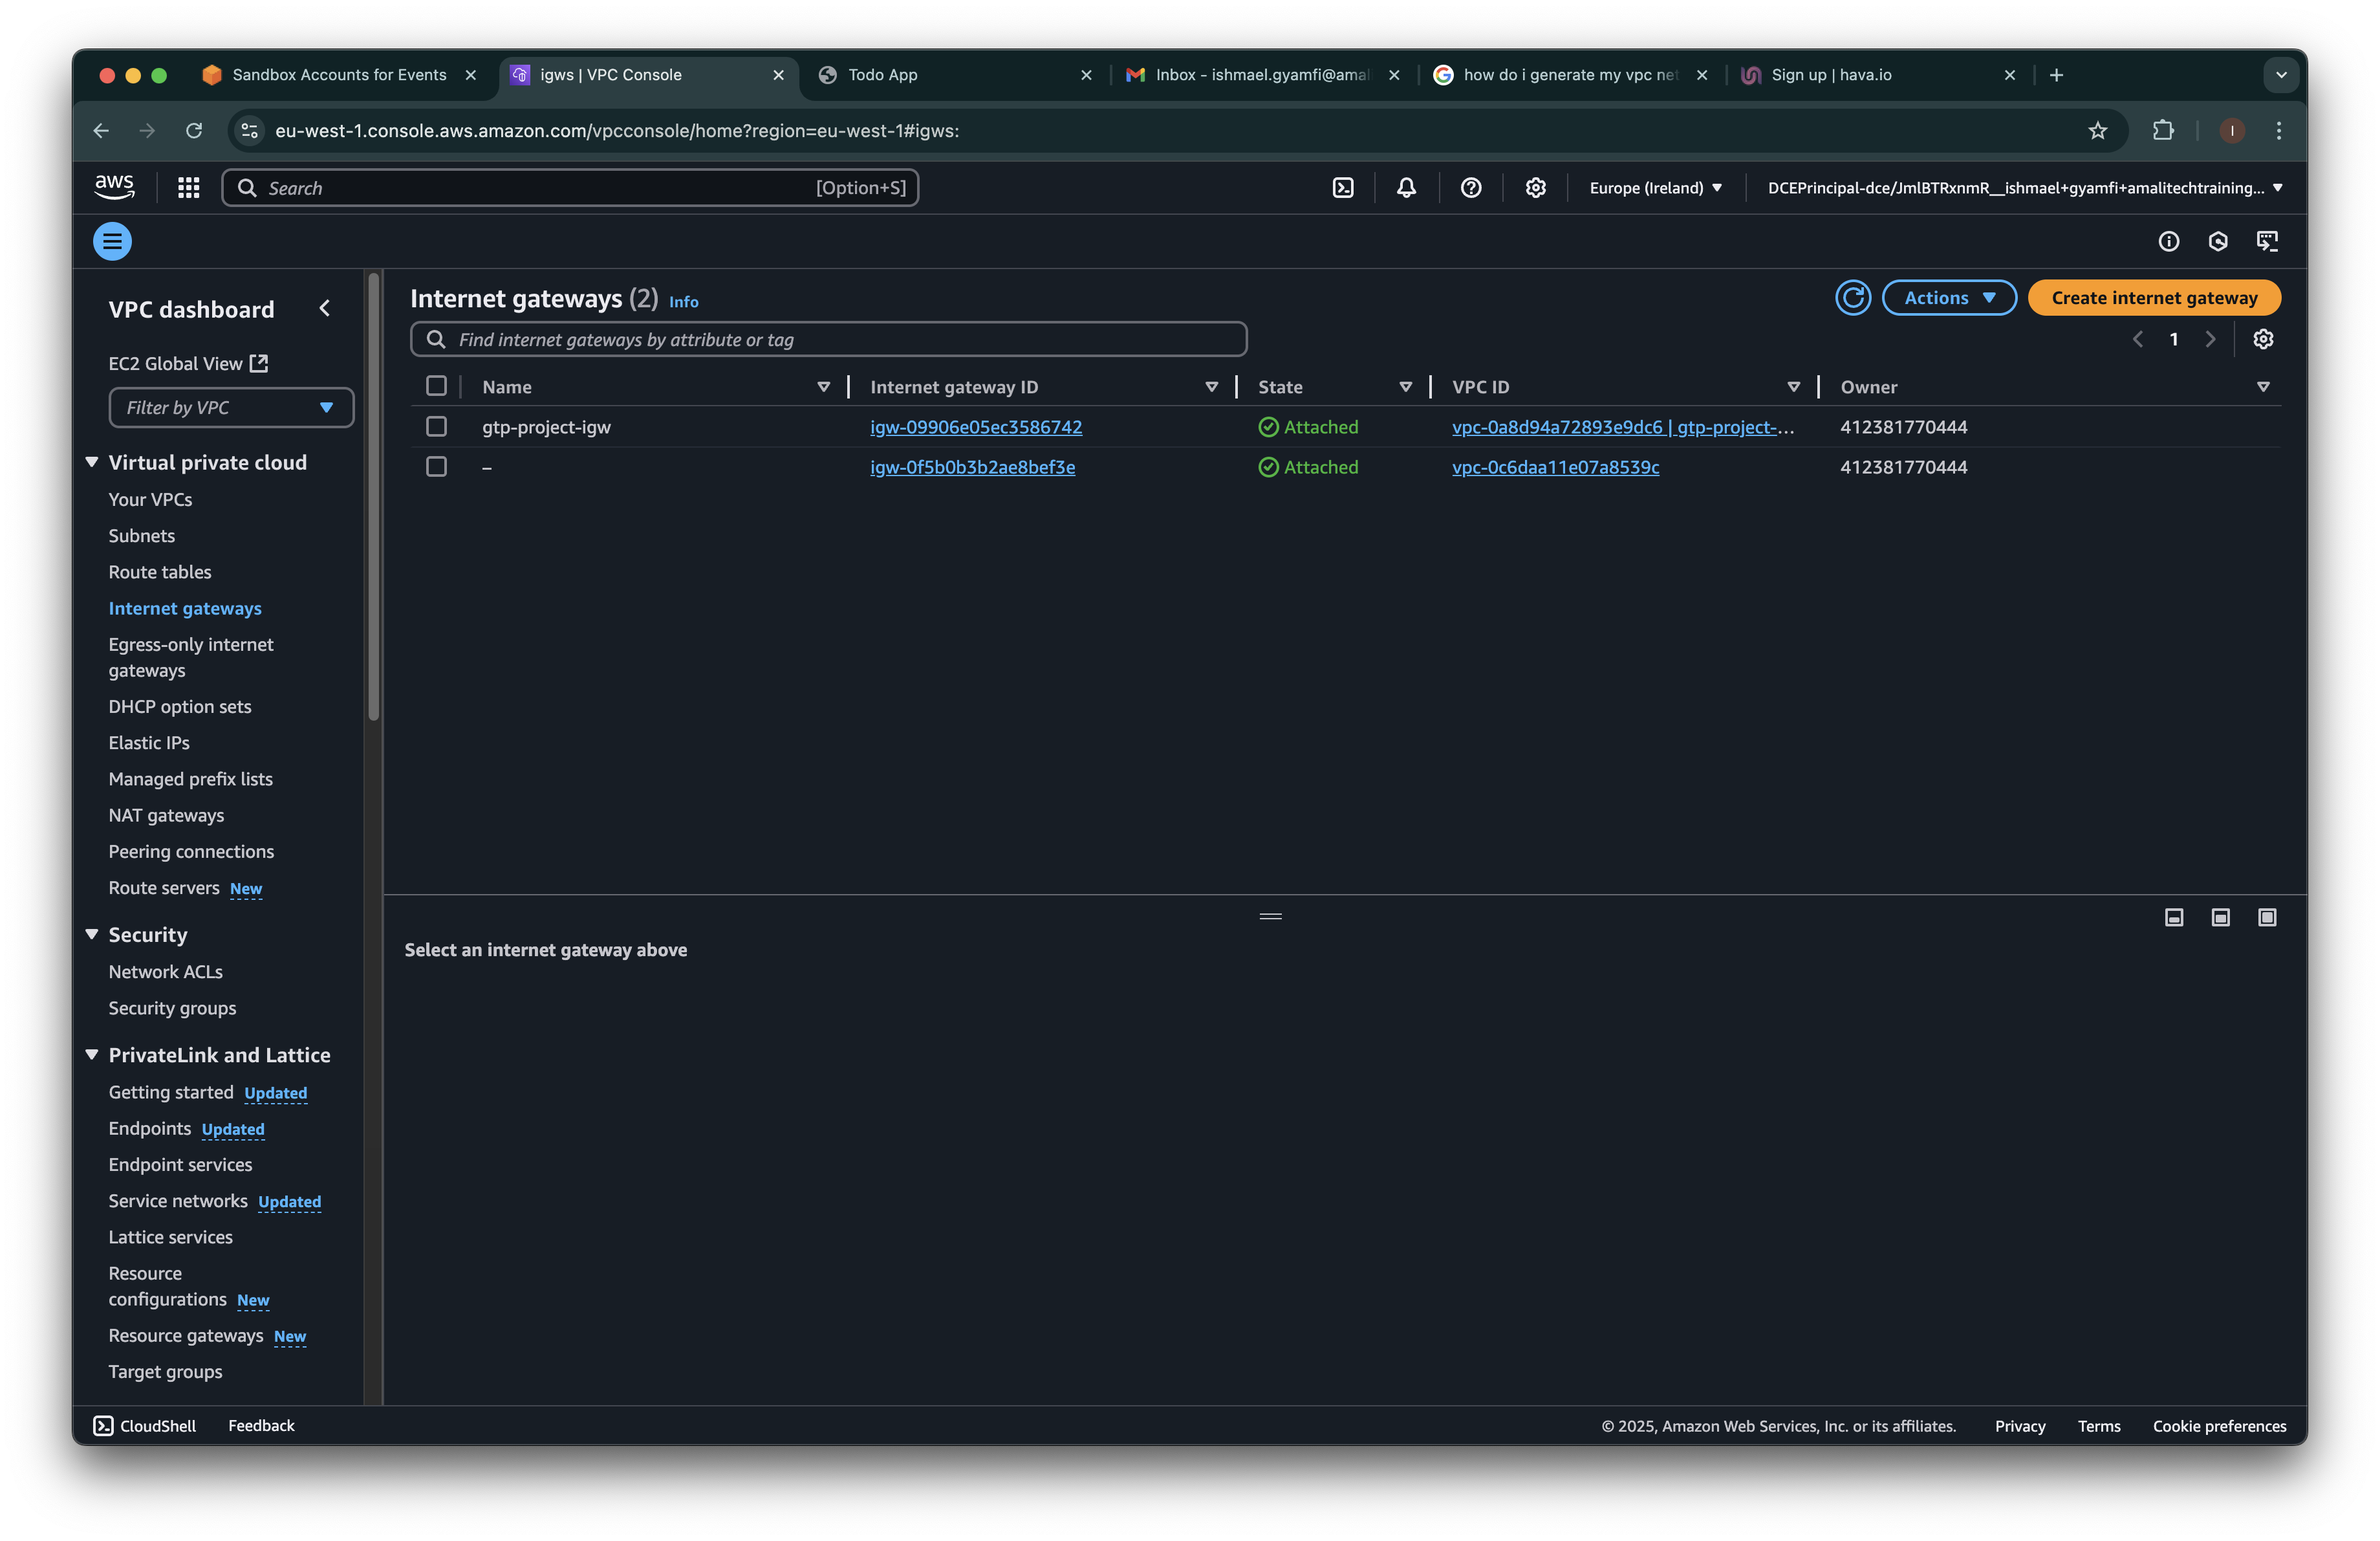 Sandbox Accounts for Events
igws | VPC Console
Todo App
Inbox - ishmael.gyamfi@amal
how do i generate my vpc net
Sign up | hava.io
eu-west-1.console.aws.amazon.com/vpcconsole/home?region=eu-west-1#igws:
I
aws
Search
[Option+S]
Europe (Ireland)
DCEPrincipal-dce/JmlBTRxnmR__ishmael+gyamfi+amalitechtraining...
VPC dashboard
EC2 Global View
Filter by VPC
Virtual private cloud
Your VPCs
Subnets
Route tables
Internet gateways
Egress-only internet
gateways
DHCP option sets
Elastic IPs
Managed prefix lists
NAT gateways
Peering connections
Route servers New
Security
Network ACLs
Security groups
PrivateLink and Lattice
Getting started Updated
Endpoints Updated
Endpoint services
Service networks Updated
Lattice services
Resource
configurations New
Resource gateways New
Target groups
Internet gateways (2) Info
Actions
Create internet gateway
Find internet gateways by attribute or tag
1
Name Internet gateway ID State VPC ID Owner
gtp-project-igw igw-09906e05ec3586742 Attached vpc-0a8d94a72893e9dc6 | gtp-project-... 412381770444
– igw-0f5b0b3b2ae8bef3e Attached vpc-0c6daa11e07a8539c 412381770444
Select an internet gateway above
CloudShell Feedback
© 2025, Amazon Web Services, Inc. or its affiliates. Privacy Terms Cookie preferences